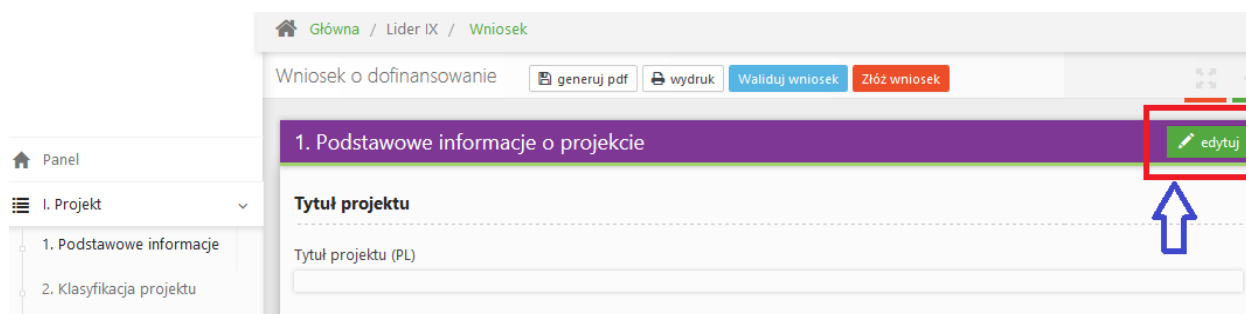 Główna / Lider IX / Wniosek
Wniosek o dofinansowanie generuj pdf wydruk Waliduj wniosek Złóż wniosek
1. Podstawowe informacje o projekcie edytuj
Panel
I. Projekt
1. Podstawowe informacje
2. Klasyfikacja projektu
Tytuł projektu
Tytuł projektu (PL)